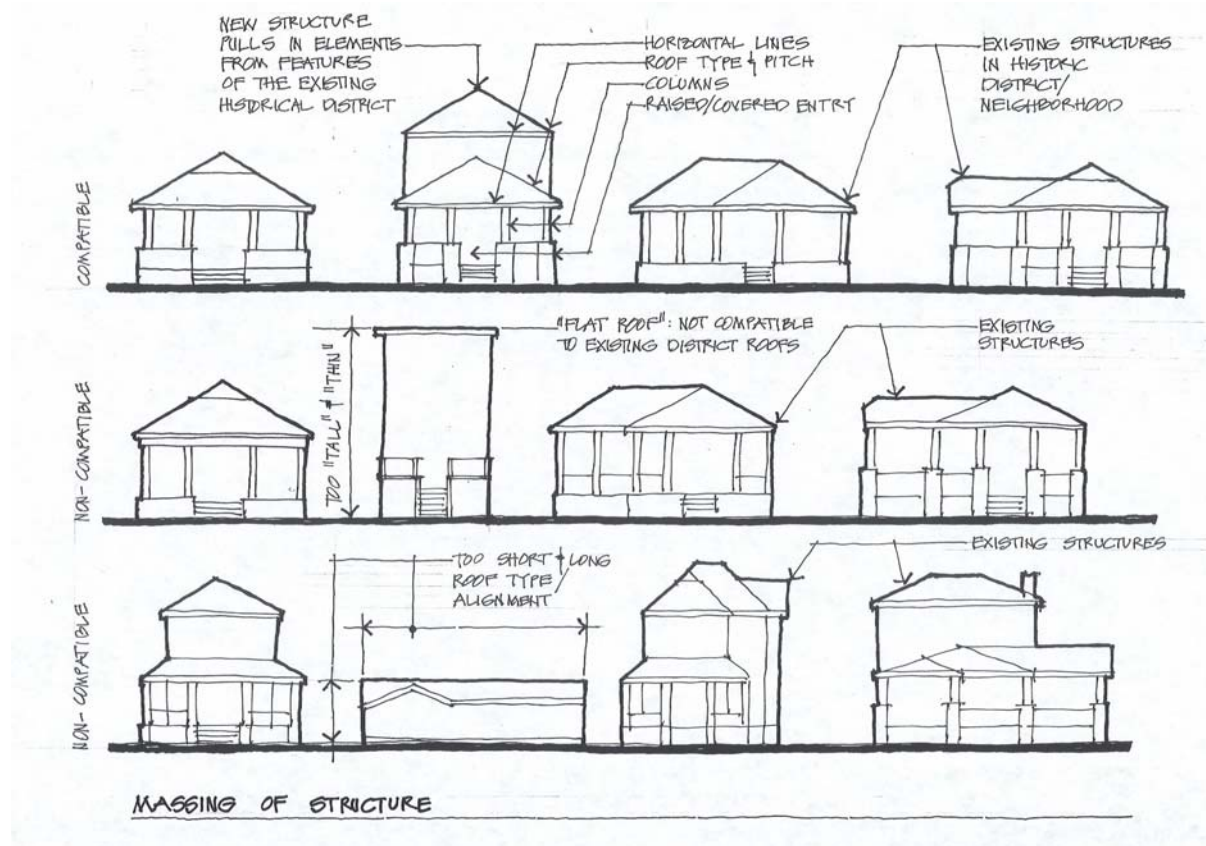 NEW STRUCTURE
PULLS IN ELEMENTS
FROM FEATURES
OF THE EXISTING
HISTORICAL DISTRICT
HORIZONTAL LINES
ROOF TYPE & PITCH
COLUMNS
RAISED/COVERED ENTRY
EXISTING STRUCTURES
IN HISTORIC
DISTRICT/
NEIGHBORHOOD
COMPATIBLE
"FLAT ROOF": NOT COMPATIBLE
TO EXISTING DISTRICT ROOFS
EXISTING
STRUCTURES
TOO "TALL" & "THIN"
NON-COMPATIBLE
TOO SHORT & LONG
ROOF TYPE/
ALIGNMENT
EXISTING STRUCTURES
NON-COMPATIBLE
MASSING OF STRUCTURE